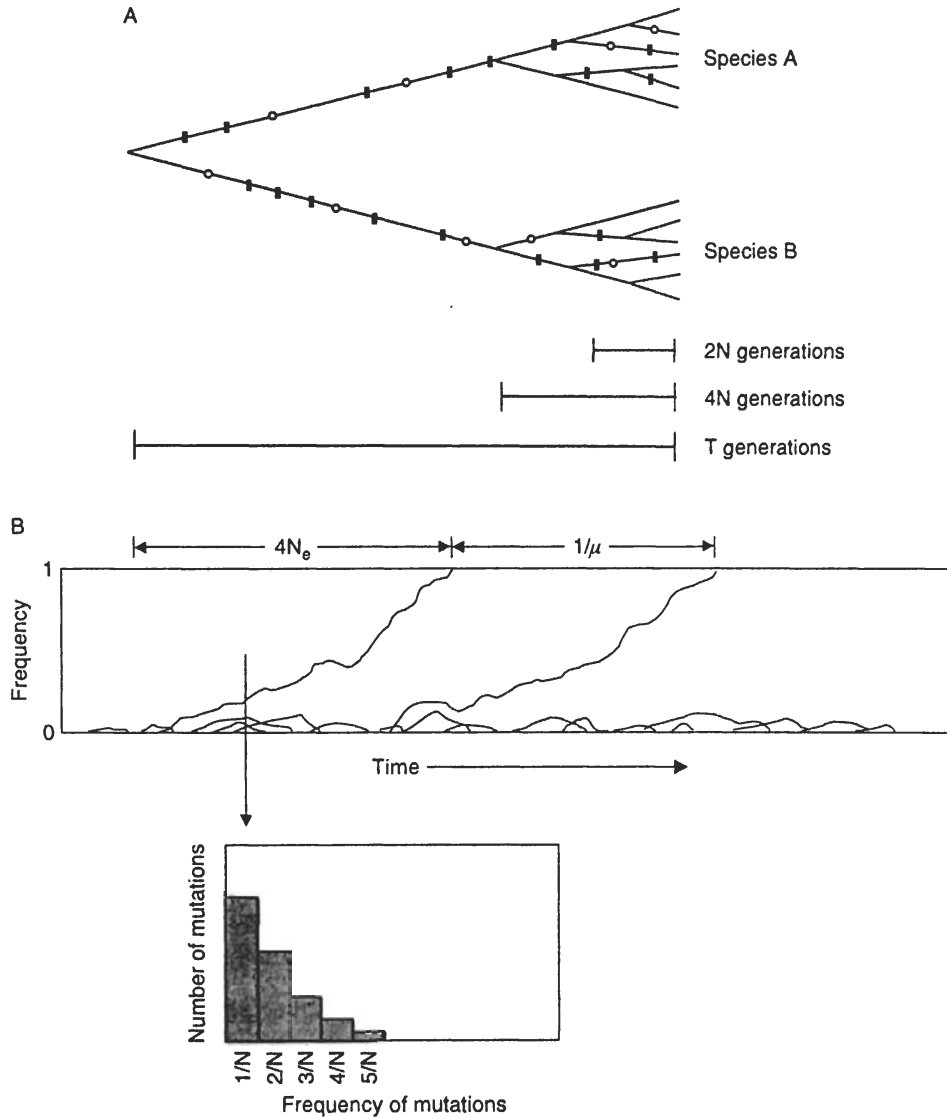 A
Species A
Species B
2N generations
4N generations
T generations
B
4Nₑ
1/μ
1
Frequency
0
Time
Number of mutations
1/N
2/N
3/N
4/N
5/N
Frequency of mutations